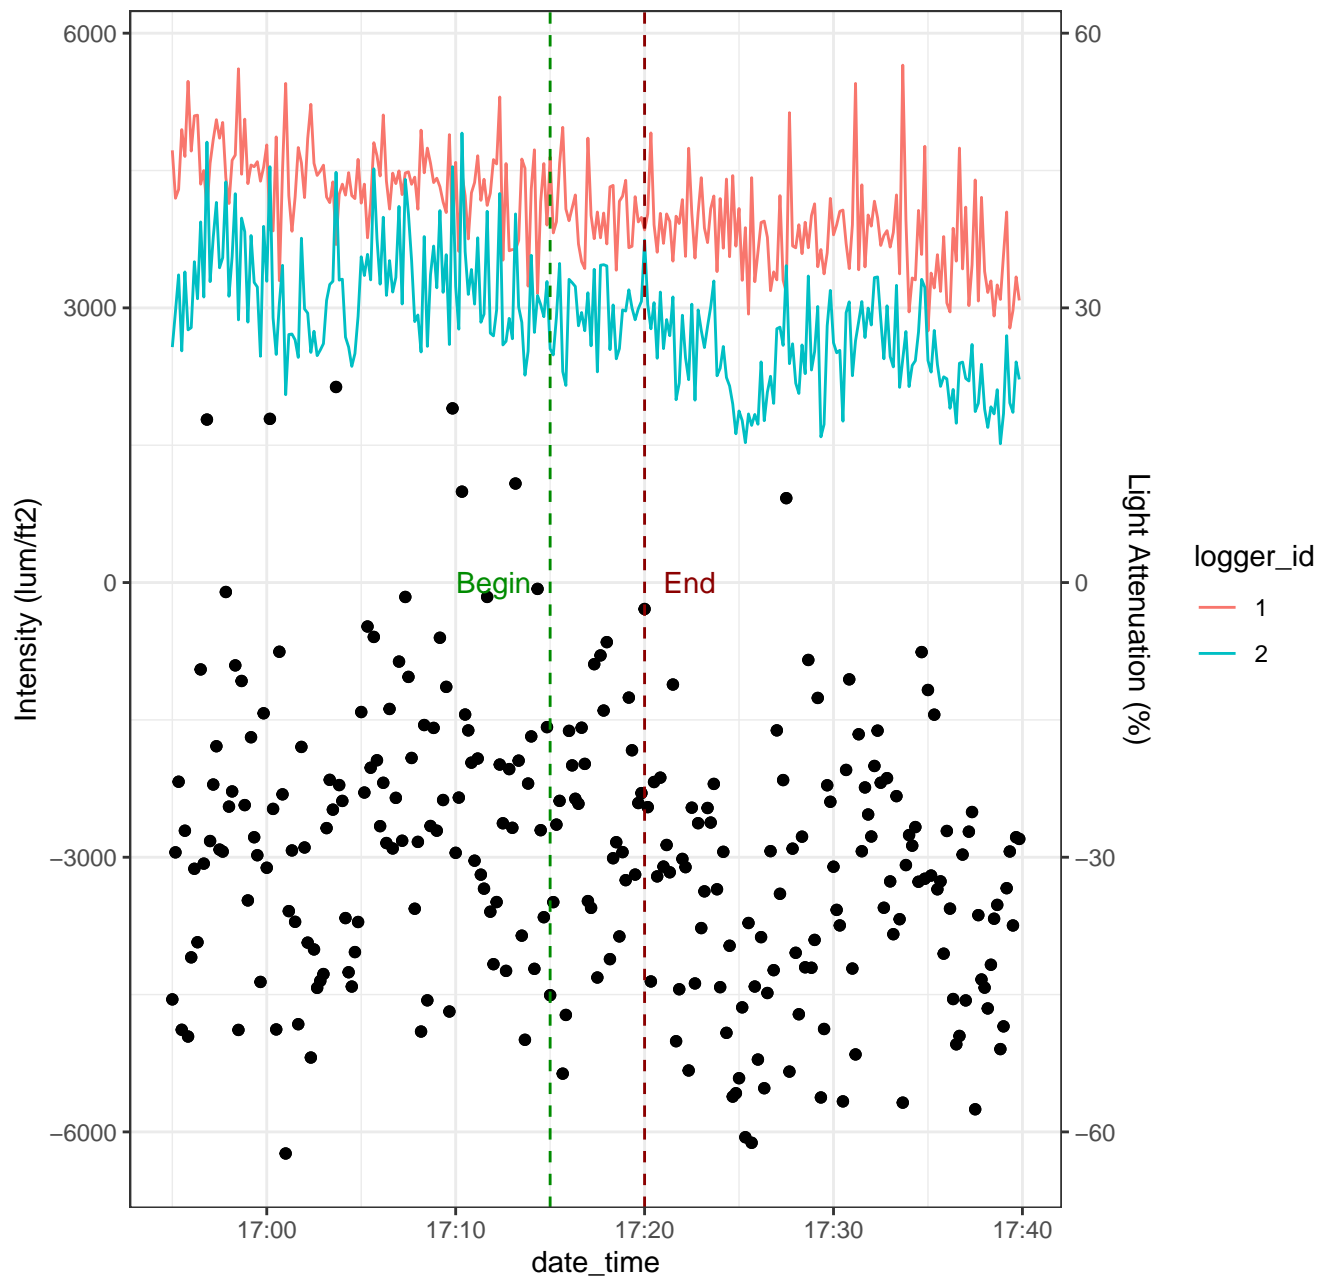 6000
3000
0
−3000
−6000
60
30
0
−30
−60
Intensity (lum/ft2)
Begin
End
Light Attenuation (%)
logger_id
1
2
17:00
17:10
17:20
17:30
17:40
date_time